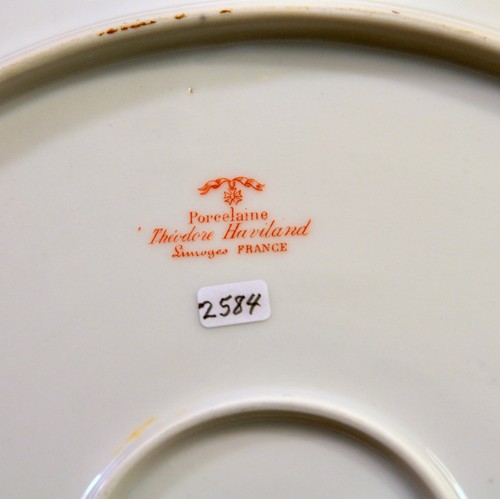 Porcelaine
Théodore Haviland
Limoges FRANCE
2584